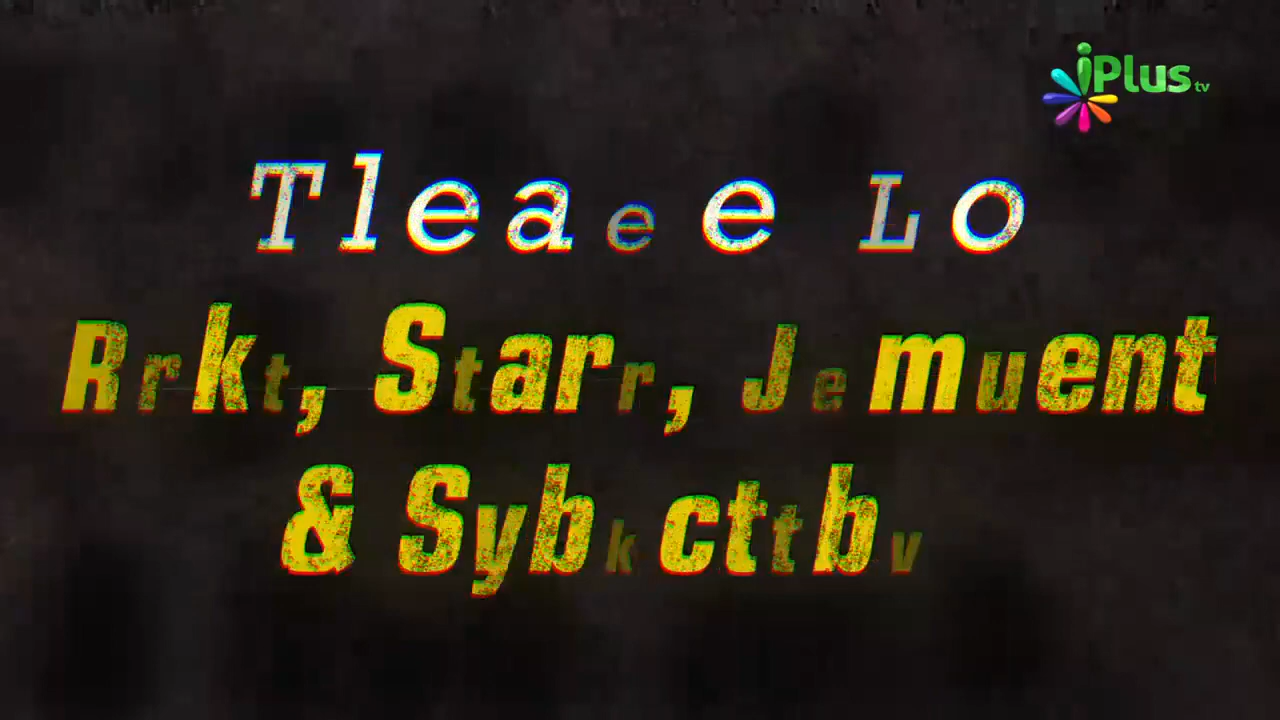 iPlus tv
Tleaee LO
Rrkt, Starr, Jemuent
& Sybkcttbv